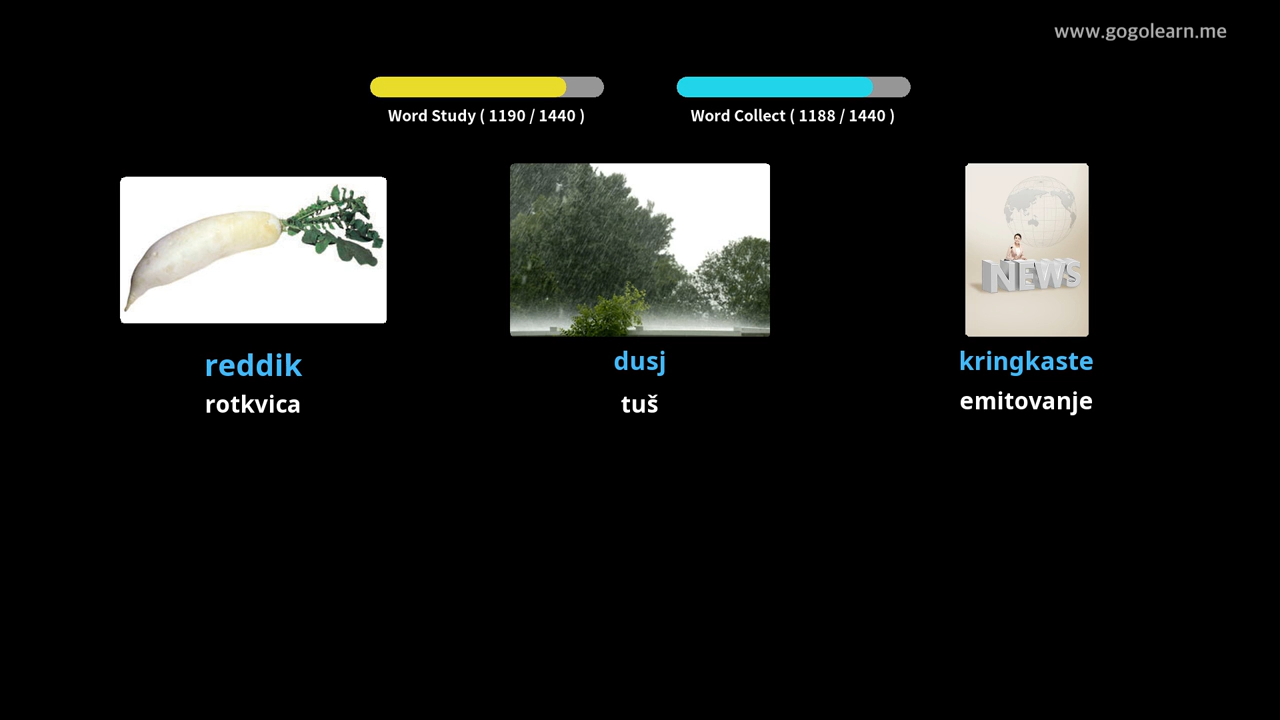 www.gogolearn.me
Word Study ( 1190 / 1440 )
Word Collect ( 1188 / 1440 )
NEWS
reddik
dusj
kringkaste
rotkvica
tuš
emitovanje